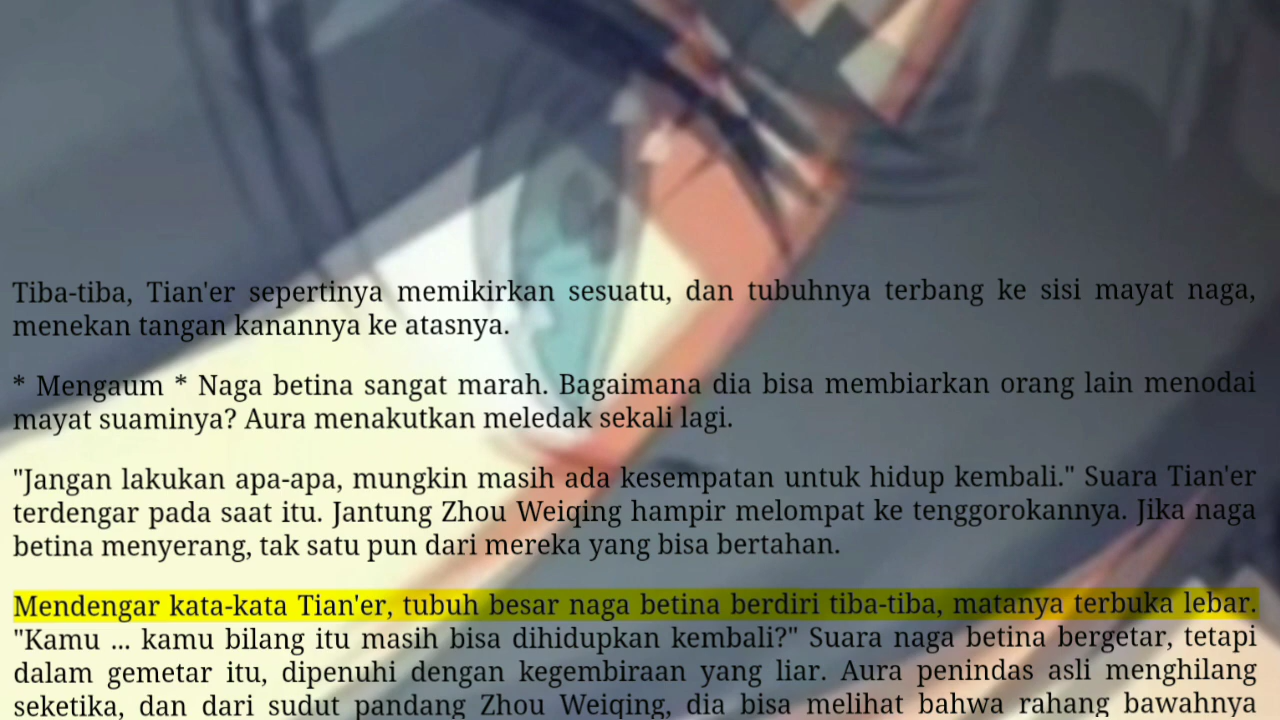 Tiba-tiba, Tian'er sepertinya memikirkan sesuatu, dan tubuhnya terbang ke sisi mayat naga,
menekan tangan kanannya ke atasnya.
* Mengaum * Naga betina sangat marah. Bagaimana dia bisa membiarkan orang lain menodai
mayat suaminya? Aura menakutkan meledak sekali lagi.
"Jangan lakukan apa-apa, mungkin masih ada kesempatan untuk hidup kembali." Suara Tian'er
terdengar pada saat itu. Jantung Zhou Weiqing hampir melompat ke tenggorokannya. Jika naga
betina menyerang, tak satu pun dari mereka yang bisa bertahan.
Mendengar kata-kata Tian'er, tubuh besar naga betina berdiri tiba-tiba, matanya terbuka lebar.
"Kamu ... kamu bilang itu masih bisa dihidupkan kembali?" Suara naga betina bergetar, tetapi
dalam gemetar itu, dipenuhi dengan kegembiraan yang liar. Aura penindas asli menghilang
seketika, dan dari sudut pandang Zhou Weiqing, dia bisa melihat bahwa rahang bawahnya